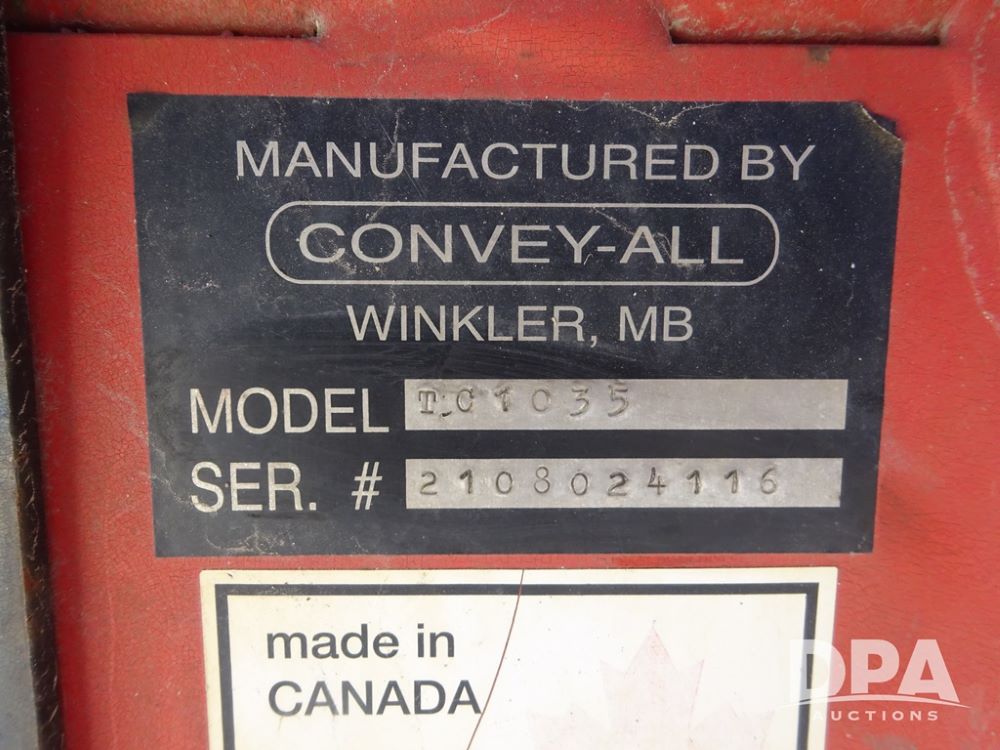 MANUFACTURED BY
CONVEY-ALL
WINKLER, MB
MODEL TC1035
SER. # 2108024116
made in
CANADA
DPA
AUCTIONS